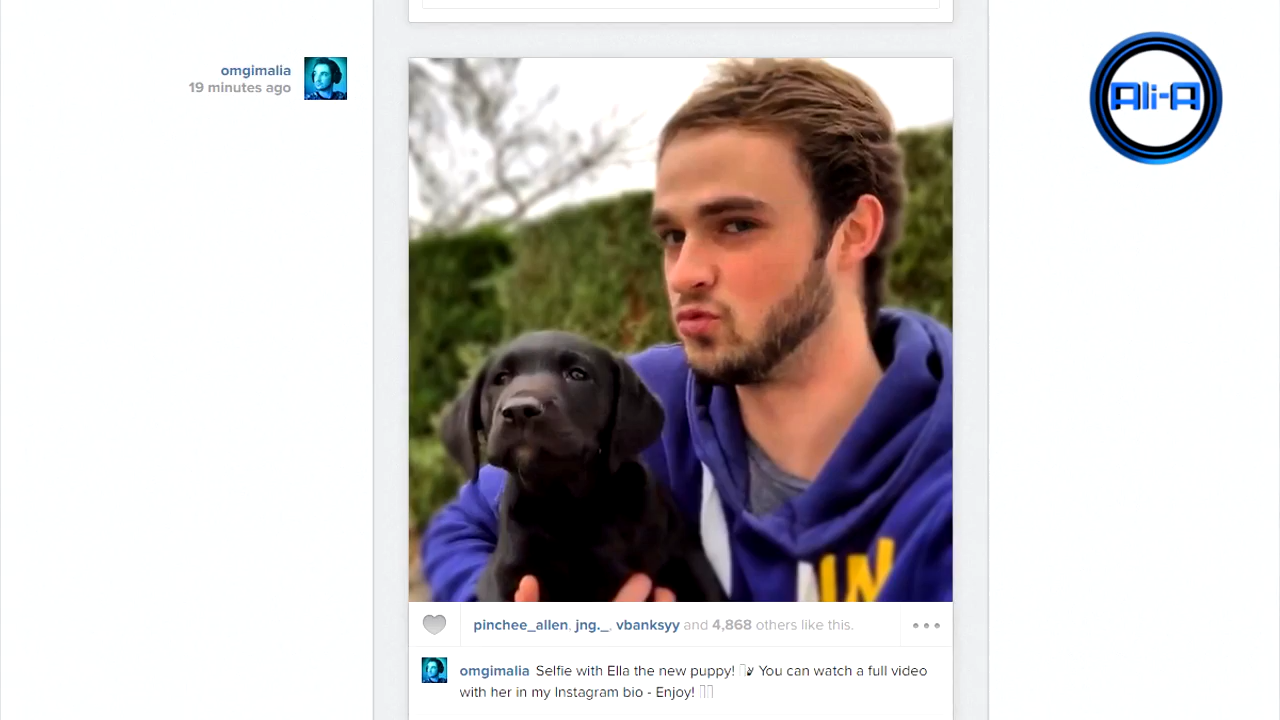 omgimalia
19 minutes ago
Ali-A
IN
pinchee_allen, jng._, vbanksyy and 4,868 others like this.
omgimalia Selfie with Ella the new puppy! You can watch a full video
with her in my Instagram bio - Enjoy!